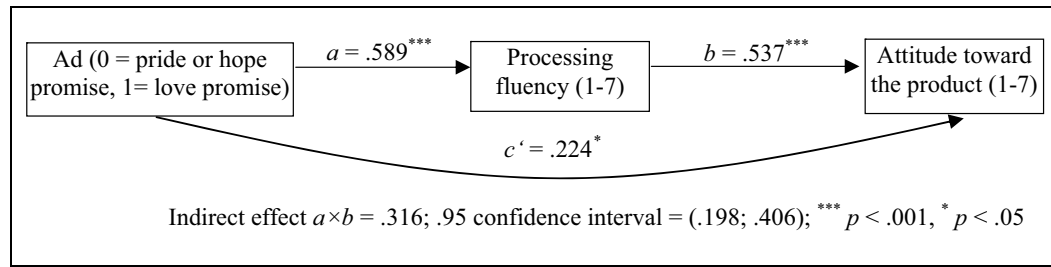 Ad (0 = pride or hope
promise, 1= love promise)
a = .589***
Processing
fluency (1-7)
b = .537***
Attitude toward
the product (1-7)
c‘ = .224*
Indirect effect a×b = .316; .95 confidence interval = (.198; .406); *** p < .001, * p < .05